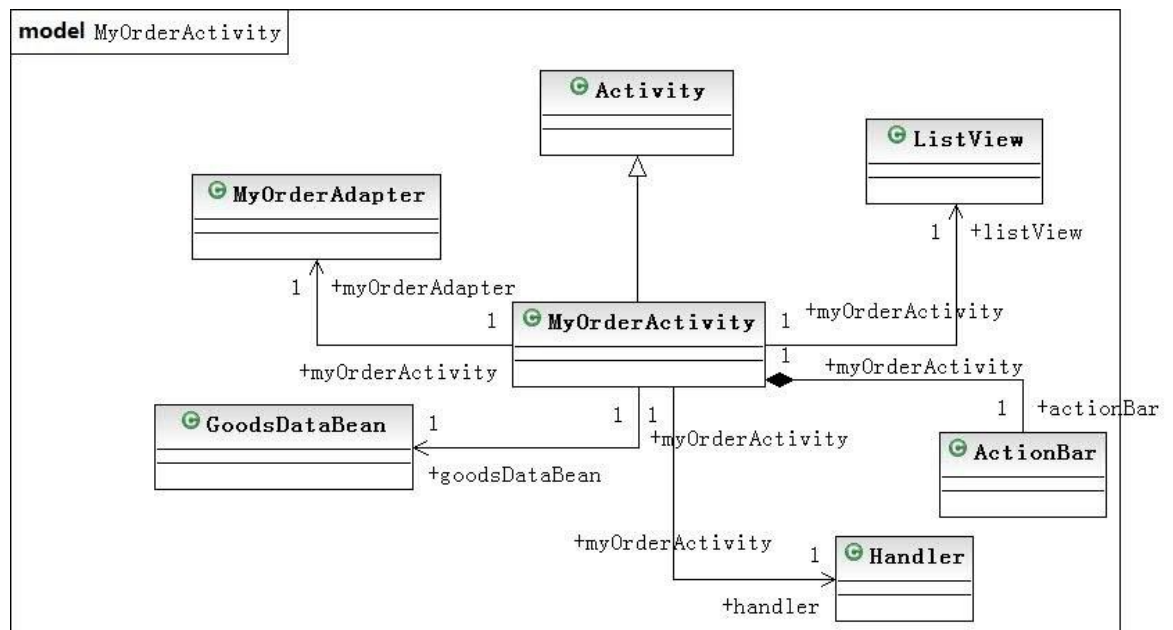 model MyOrderActivity
Activity
ListView
MyOrderAdapter
1 +listView
1 +myOrderAdapter
1 MyOrderActivity 1 +myOrderActivity
1
+myOrderActivity +myOrderActivity
GoodsDataBean 1 1 1 1 +actionBar
+myOrderActivity
+goodsDataBean
ActionBar
+myOrderActivity 1 Handler
+handler